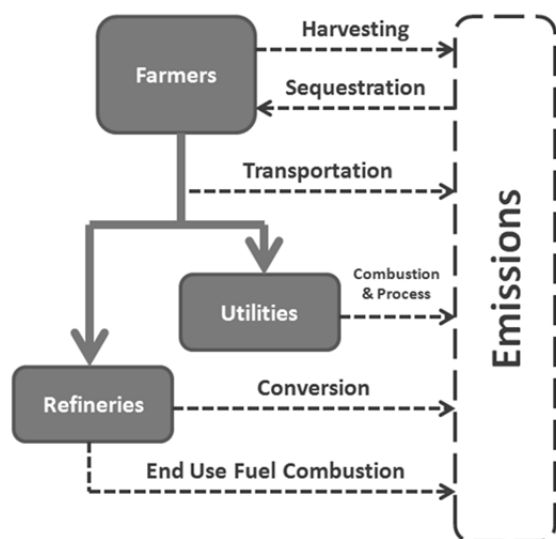 Harvesting
Farmers
Sequestration
Transportation
Combustion
& Process
Utilities
Conversion
Refineries
End Use Fuel Combustion
Emissions